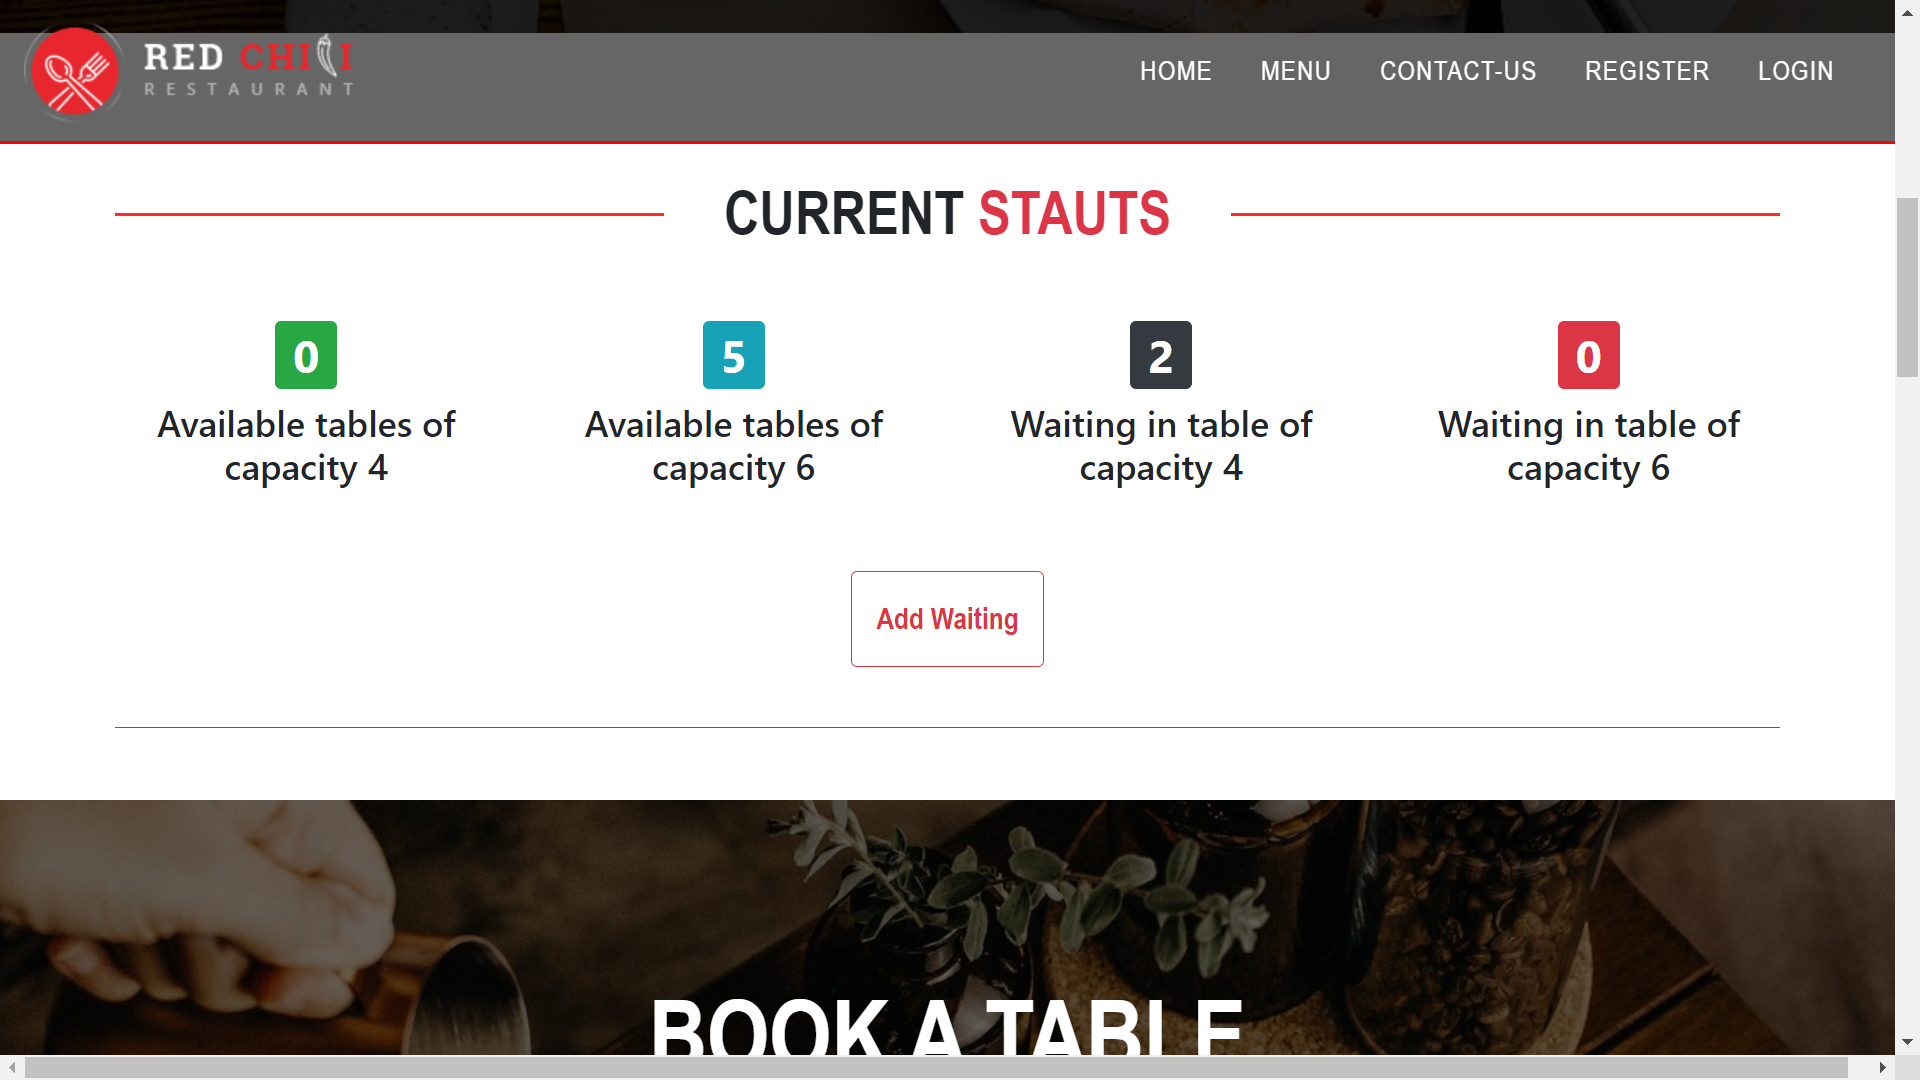 RED CHILI
RESTAURANT
HOME MENU CONTACT-US REGISTER LOGIN
CURRENT STAUTS
0
Available tables of
capacity 4
5
Available tables of
capacity 6
2
Waiting in table of
capacity 4
0
Waiting in table of
capacity 6
Add Waiting
BOOK A TABLE